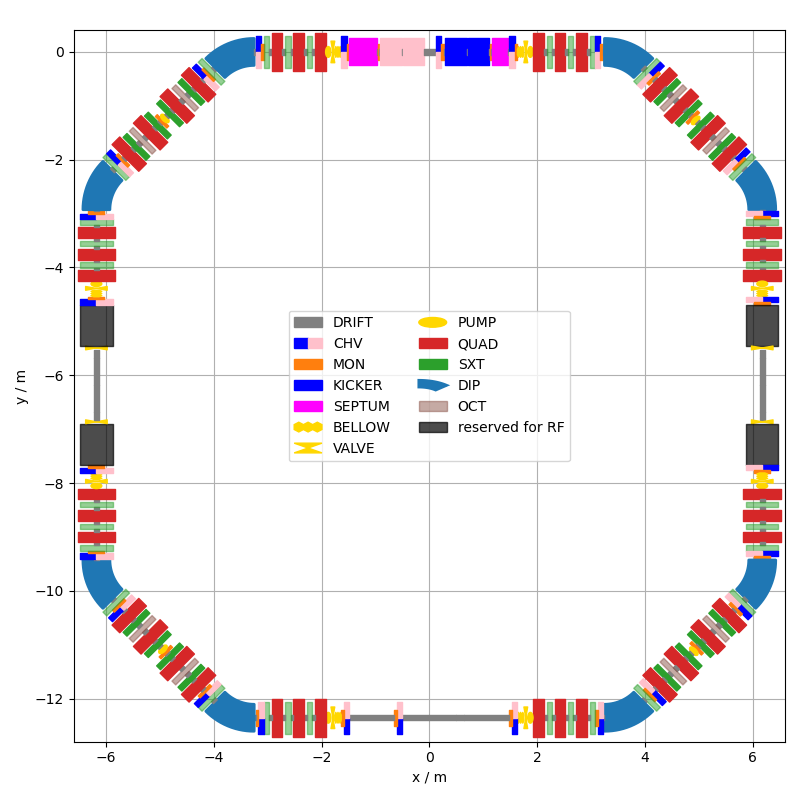 0
−2
−4
−6
−8
−10
−12
y / m
DRIFT
CHV
MON
KICKER
SEPTUM
BELLOW
VALVE
PUMP
QUAD
SXT
DIP
OCT
reserved for RF
−6 −4 −2 0 2 4 6
x / m